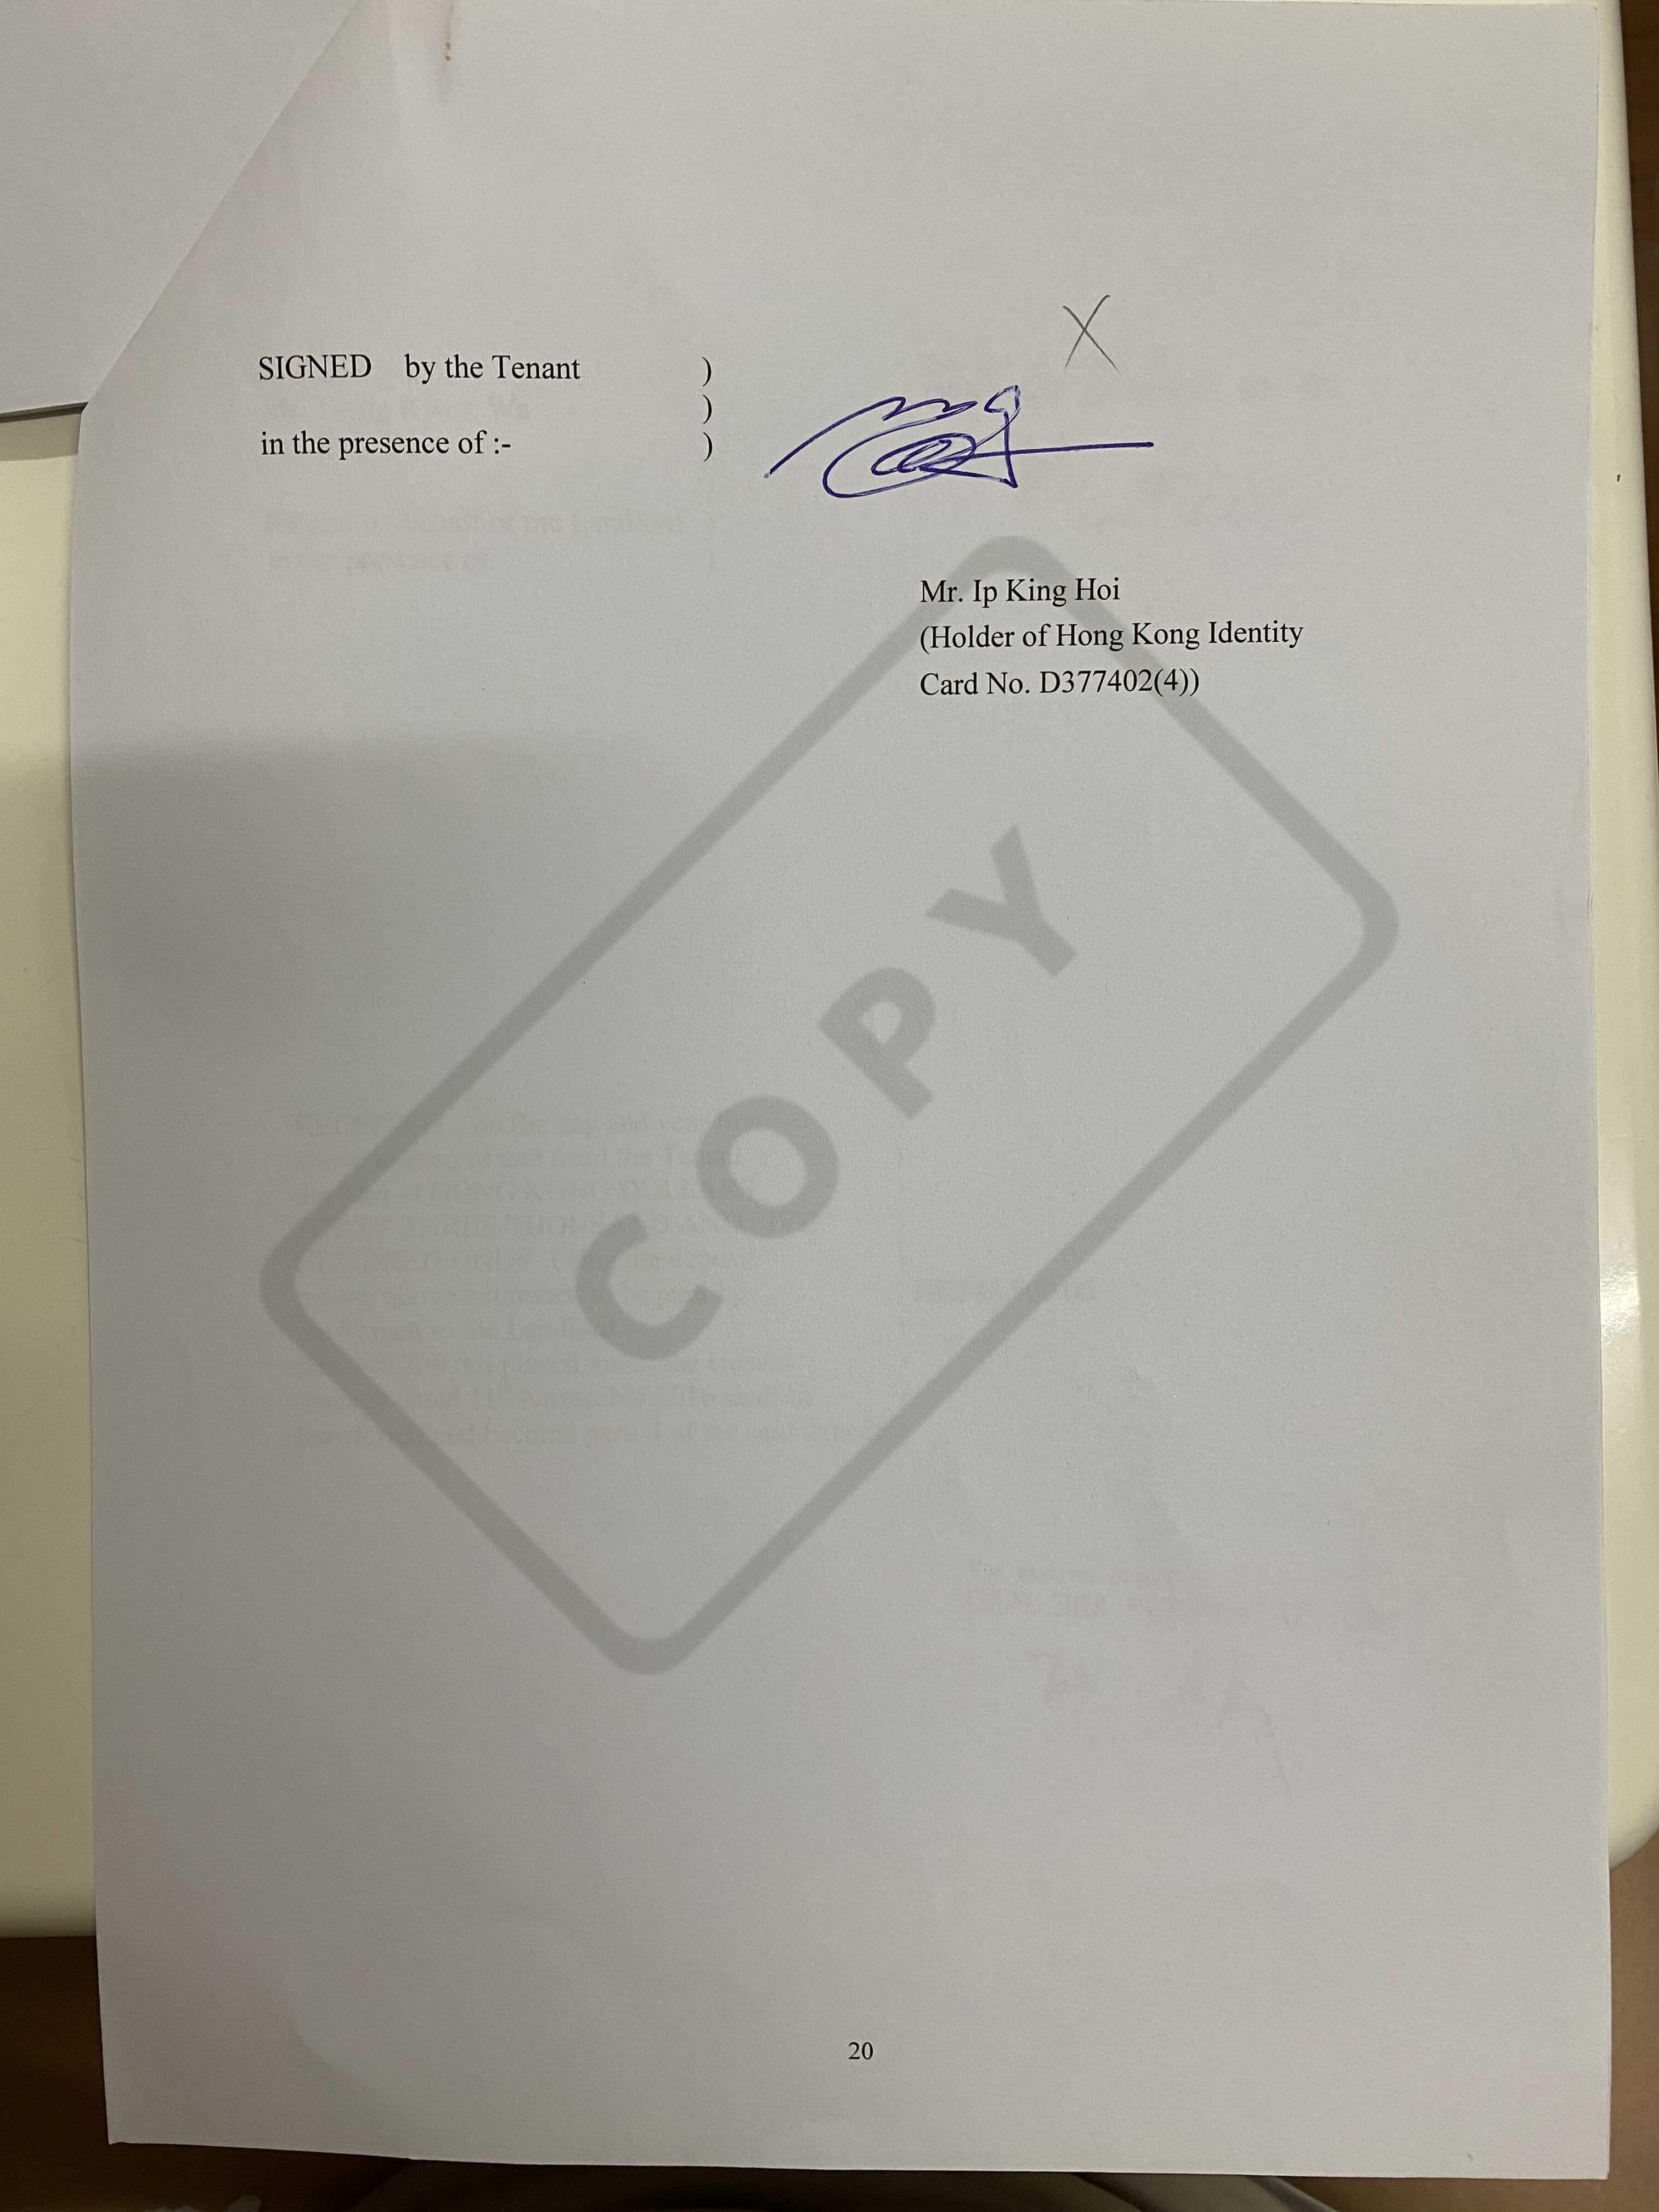 X
SIGNED by the Tenant )
)
in the presence of :- )
Mr. Ip King Hoi
(Holder of Hong Kong Identity
Card No. D377402(4))
COPY
20